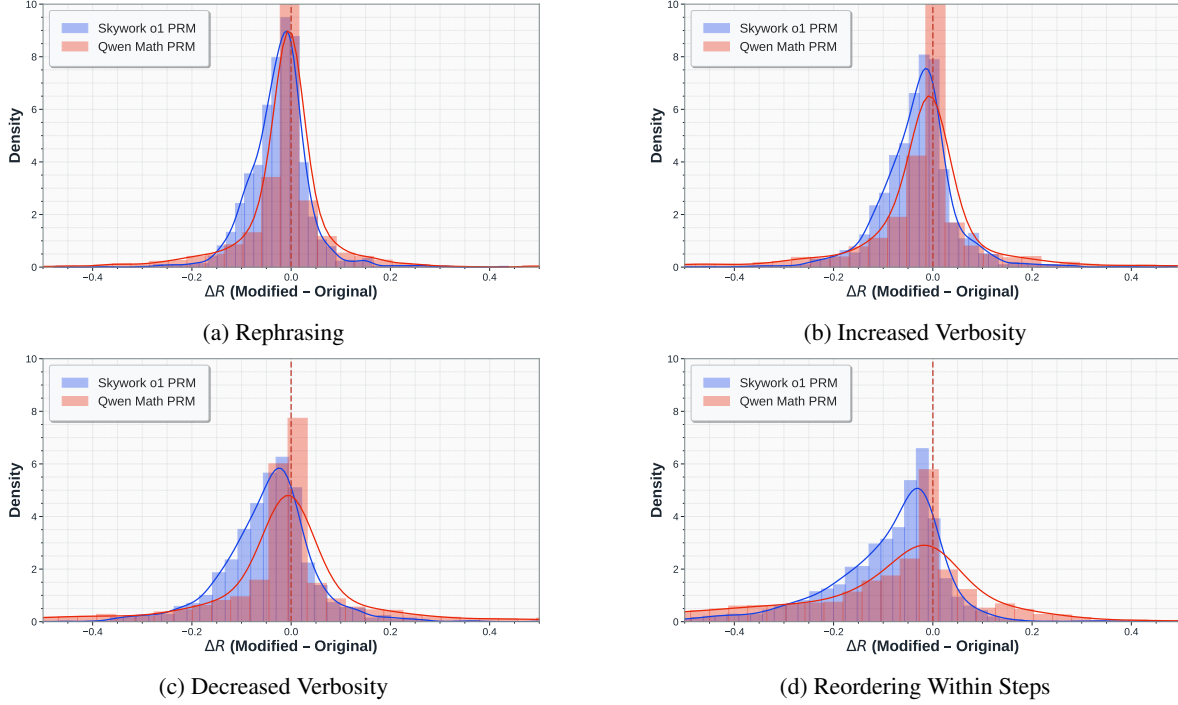 Skywork o1 PRM
Qwen Math PRM
Density
10
8
6
4
2
0
−0.4
−0.2
0.0
0.2
0.4
ΔR (Modified − Original)
(a) Rephrasing
Skywork o1 PRM
Qwen Math PRM
Density
10
8
6
4
2
0
−0.4
−0.2
0.0
0.2
0.4
ΔR (Modified − Original)
(b) Increased Verbosity
Skywork o1 PRM
Qwen Math PRM
Density
10
8
6
4
2
0
−0.4
−0.2
0.0
0.2
0.4
ΔR (Modified − Original)
(c) Decreased Verbosity
Skywork o1 PRM
Qwen Math PRM
Density
10
8
6
4
2
0
−0.4
−0.2
0.0
0.2
0.4
ΔR (Modified − Original)
(d) Reordering Within Steps